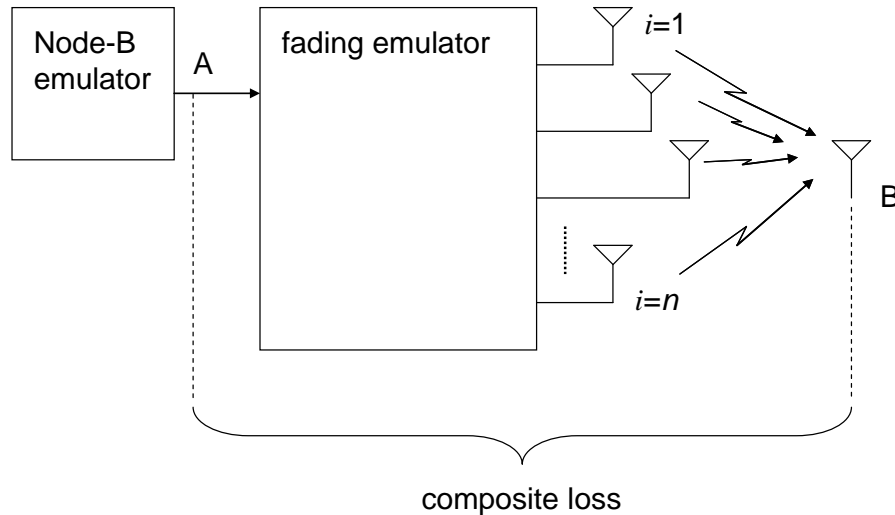 Node-B
emulator
A
fading emulator
i=1
B
i=n
composite loss